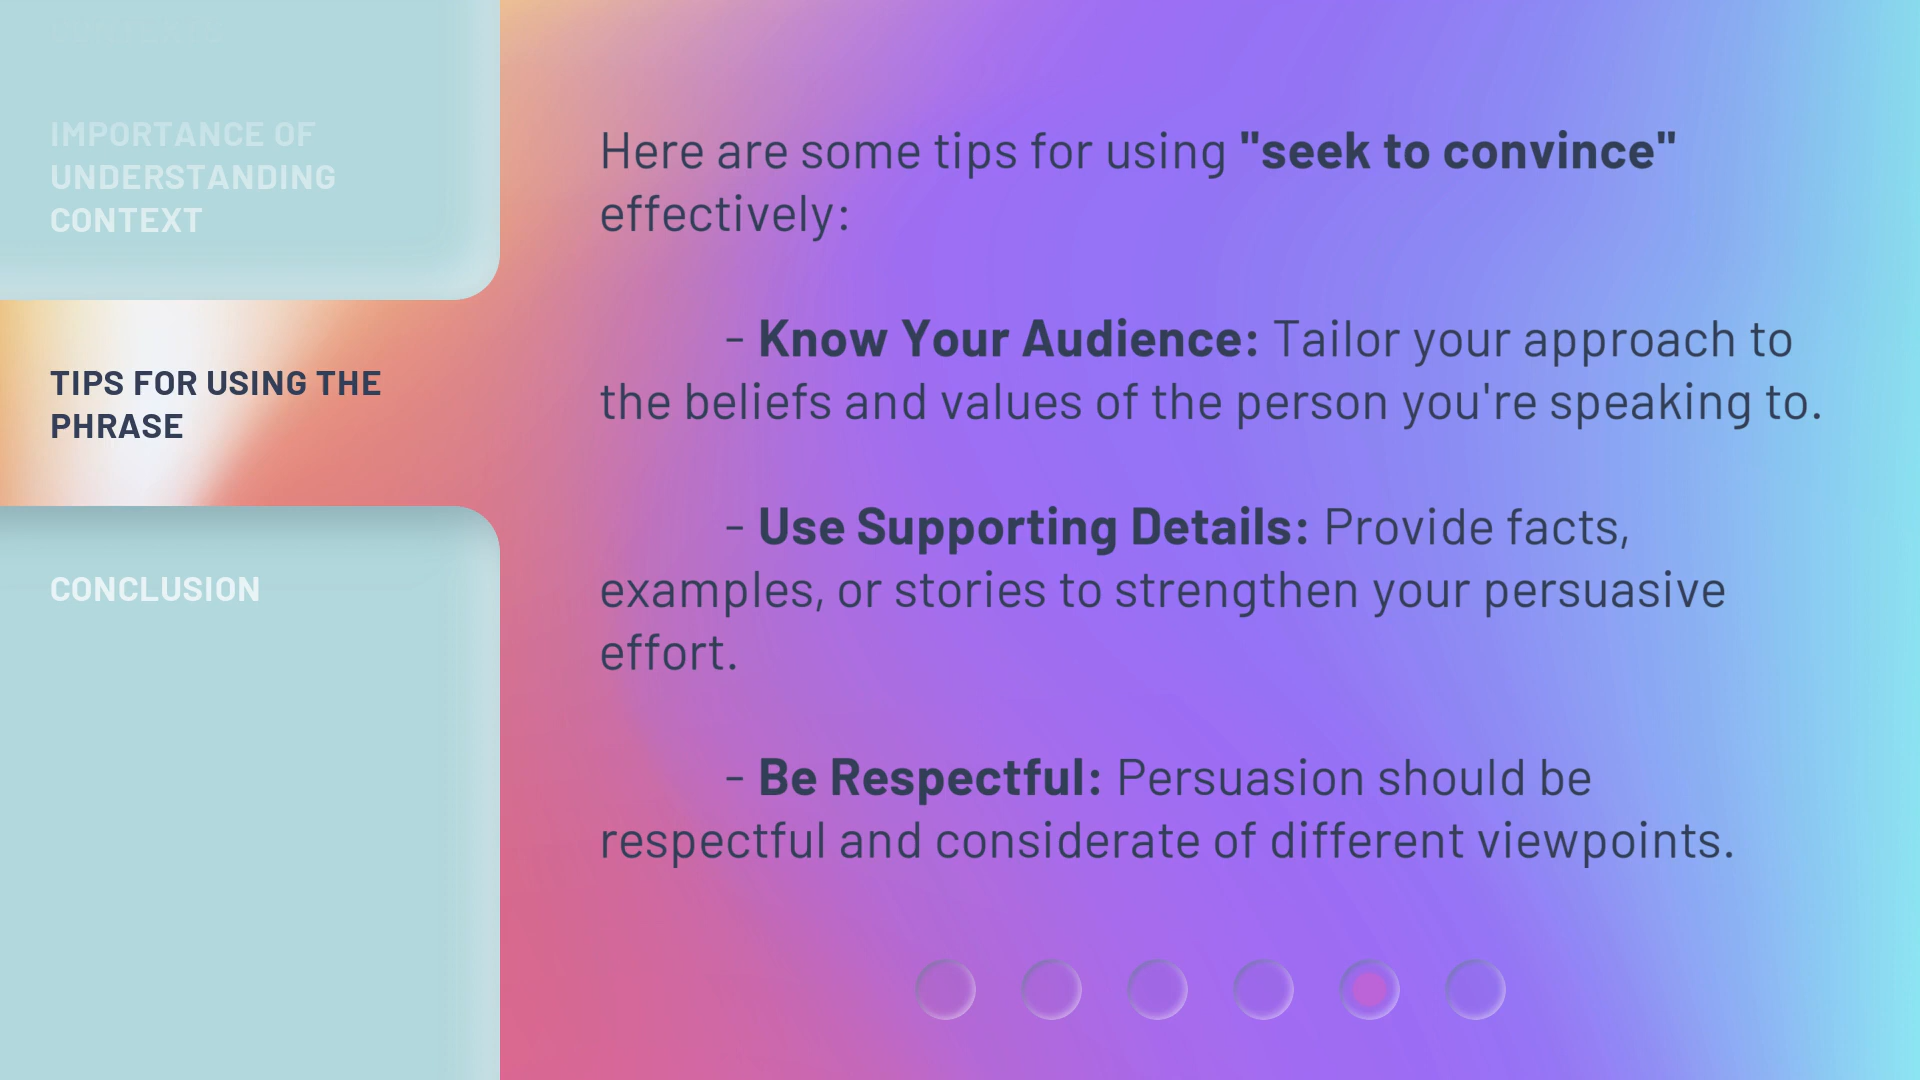 IMPORTANCE OF
UNDERSTANDING
CONTEXT
TIPS FOR USING THE
PHRASE
CONCLUSION
Here are some tips for using "seek to convince"
effectively:
- Know Your Audience: Tailor your approach to
the beliefs and values of the person you're speaking to.
- Use Supporting Details: Provide facts,
examples, or stories to strengthen your persuasive
effort.
- Be Respectful: Persuasion should be
respectful and considerate of different viewpoints.